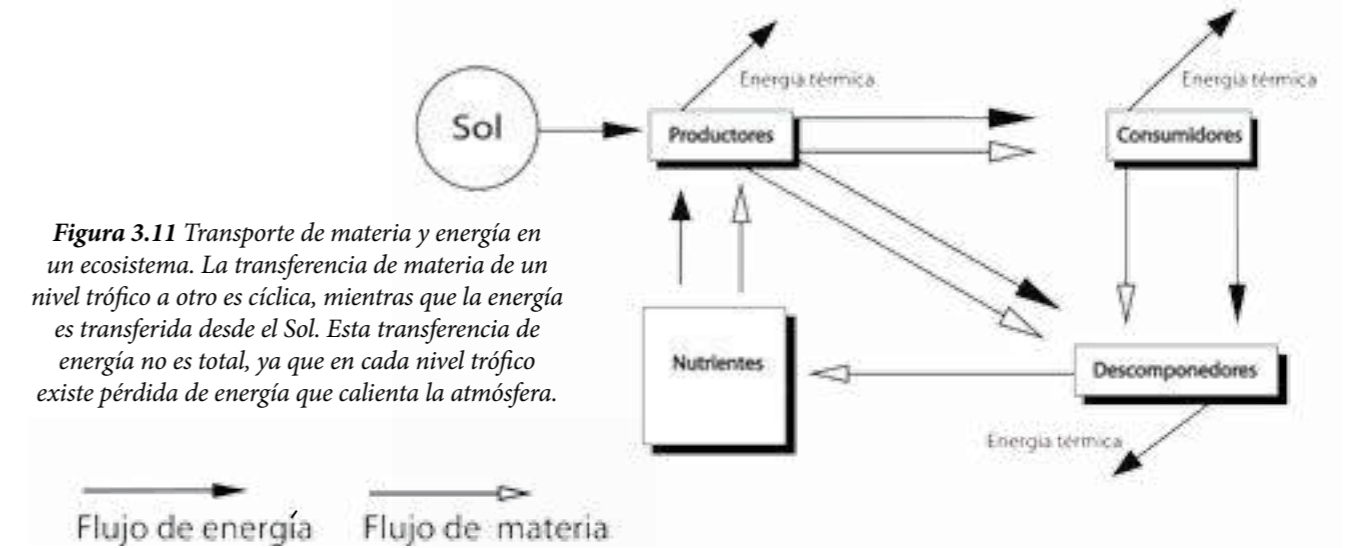 Energía térmica
Energía térmica
Sol
Productores
Consumidores
Figura 3.11 Transporte de materia y energía en
un ecosistema. La transferencia de materia de un
nivel trófico a otro es cíclica, mientras que la energía
es transferida desde el Sol. Esta transferencia de
energía no es total, ya que en cada nivel trófico
existe pérdida de energía que calienta la atmósfera.
Nutrientes
Descomponedores
Energía térmica
Flujo de energía
Flujo de materia